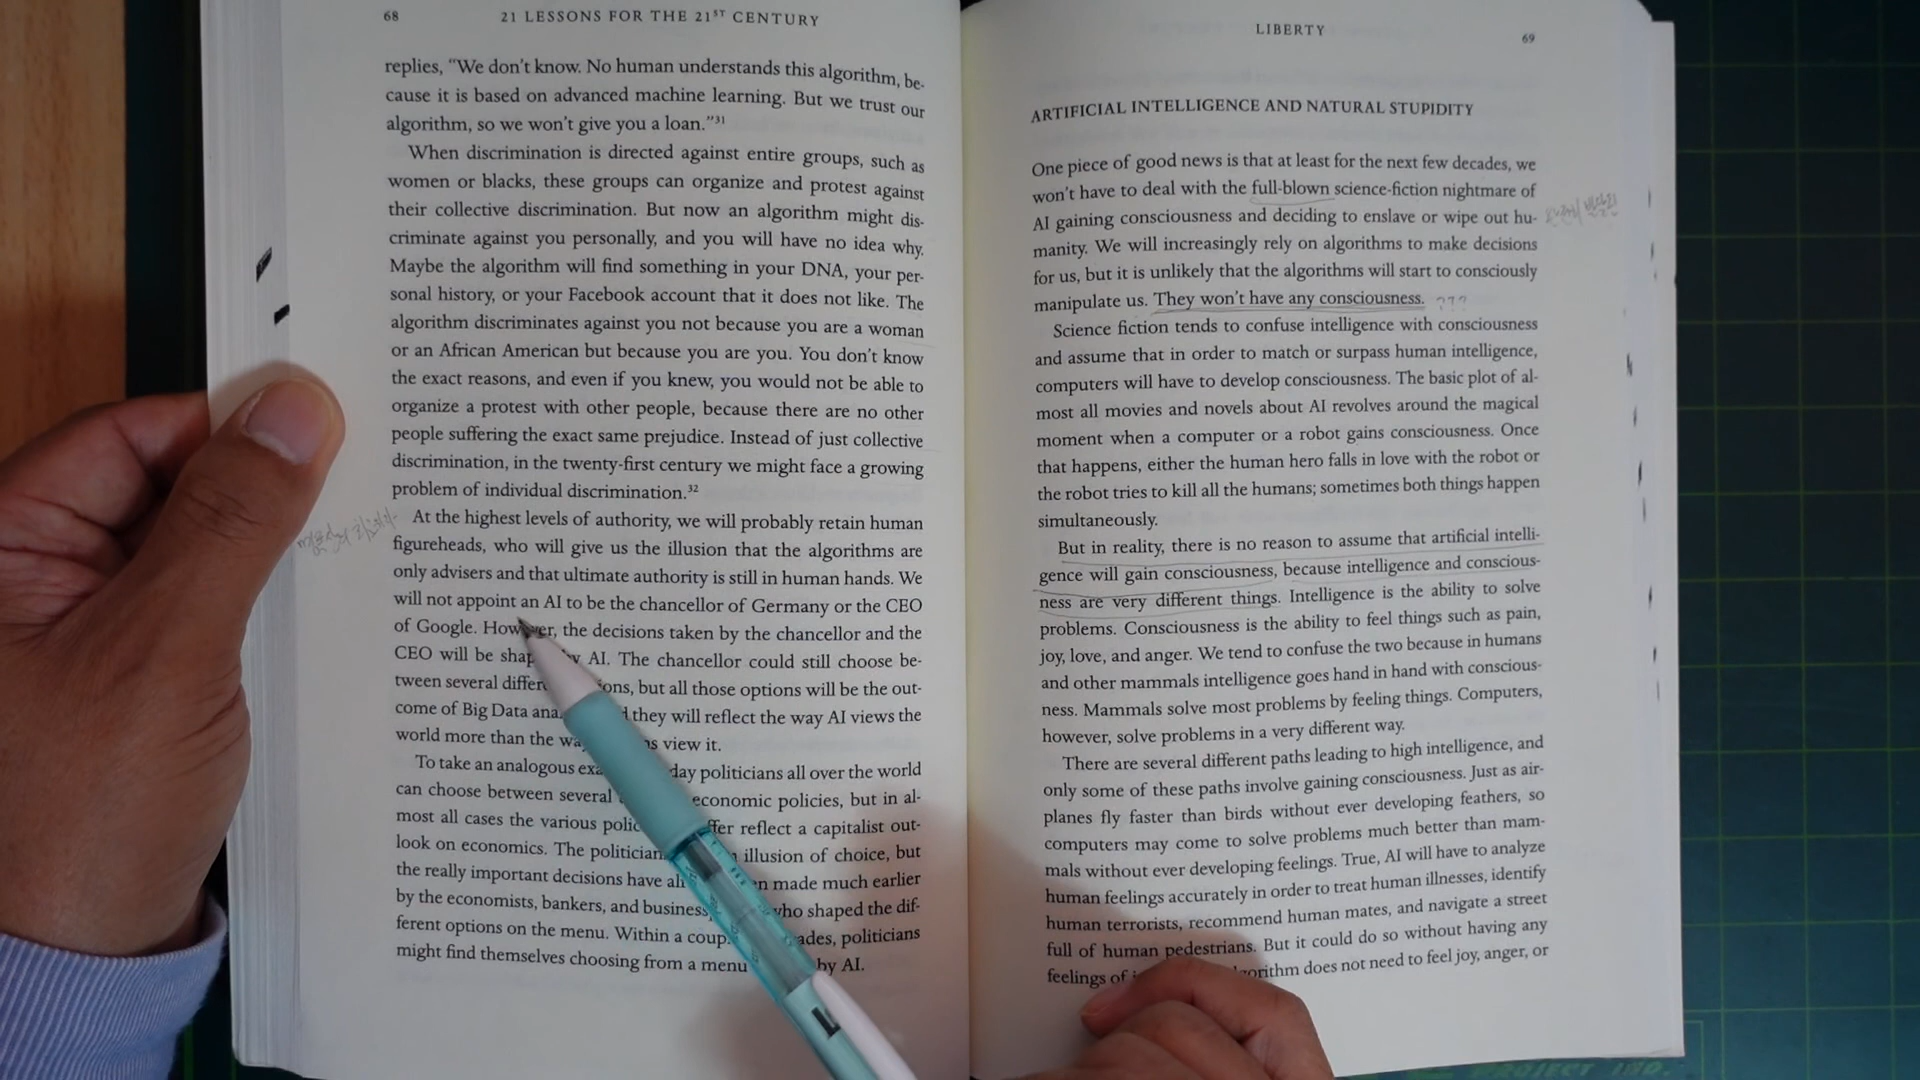 68
21 LESSONS FOR THE 21ST CENTURY
replies, “We don’t know. No human understands this algorithm, be-
cause it is based on advanced machine learning. But we trust our
algorithm, so we won’t give you a loan.”31
When discrimination is directed against entire groups, such as
women or blacks, these groups can organize and protest against
their collective discrimination. But now an algorithm might dis-
criminate against you personally, and you will have no idea why.
Maybe the algorithm will find something in your DNA, your per-
sonal history, or your Facebook account that it does not like. The
algorithm discriminates against you not because you are a woman
or an African American but because you are you. You don’t know
the exact reasons, and even if you knew, you would not be able to
organize a protest with other people, because there are no other
people suffering the exact same prejudice. Instead of just collective
discrimination, in the twenty-first century we might face a growing
problem of individual discrimination.32
At the highest levels of authority, we will probably retain human
figureheads, who will give us the illusion that the algorithms are
only advisers and that ultimate authority is still in human hands. We
will not appoint an AI to be the chancellor of Germany or the CEO
of Google. However, the decisions taken by the chancellor and the
CEO will be shap by AI. The chancellor could still choose be-
tween several differ ions, but all those options will be the out-
come of Big Data ana they will reflect the way AI views the
world more than the wa s view it.
To take an analogous exa day politicians all over the world
can choose between several economic policies, but in al-
most all cases the various polic ffer reflect a capitalist out-
look on economics. The politician illusion of choice, but
the really important decisions have al n made much earlier
by the economists, bankers, and business who shaped the dif-
ferent options on the menu. Within a coup ades, politicians
might find themselves choosing from a menu by AI.
LIBERTY
69
ARTIFICIAL INTELLIGENCE AND NATURAL STUPIDITY
One piece of good news is that at least for the next few decades, we
won’t have to deal with the full-blown science-fiction nightmare of
AI gaining consciousness and deciding to enslave or wipe out hu-
manity. We will increasingly rely on algorithms to make decisions
for us, but it is unlikely that the algorithms will start to consciously
manipulate us. They won’t have any consciousness. ???
Science fiction tends to confuse intelligence with consciousness
and assume that in order to match or surpass human intelligence,
computers will have to develop consciousness. The basic plot of al-
most all movies and novels about AI revolves around the magical
moment when a computer or a robot gains consciousness. Once
that happens, either the human hero falls in love with the robot or
the robot tries to kill all the humans; sometimes both things happen
simultaneously.
But in reality, there is no reason to assume that artificial intelli-
gence will gain consciousness, because intelligence and conscious-
ness are very different things. Intelligence is the ability to solve
problems. Consciousness is the ability to feel things such as pain,
joy, love, and anger. We tend to confuse the two because in humans
and other mammals intelligence goes hand in hand with conscious-
ness. Mammals solve most problems by feeling things. Computers,
however, solve problems in a very different way.
There are several different paths leading to high intelligence, and
only some of these paths involve gaining consciousness. Just as air-
planes fly faster than birds without ever developing feathers, so
computers may come to solve problems much better than mam-
mals without ever developing feelings. True, AI will have to analyze
human feelings accurately in order to treat human illnesses, identify
human terrorists, recommend human mates, and navigate a street
full of human pedestrians. But it could do so without having any
feelings of gorithm does not need to feel joy, anger, or